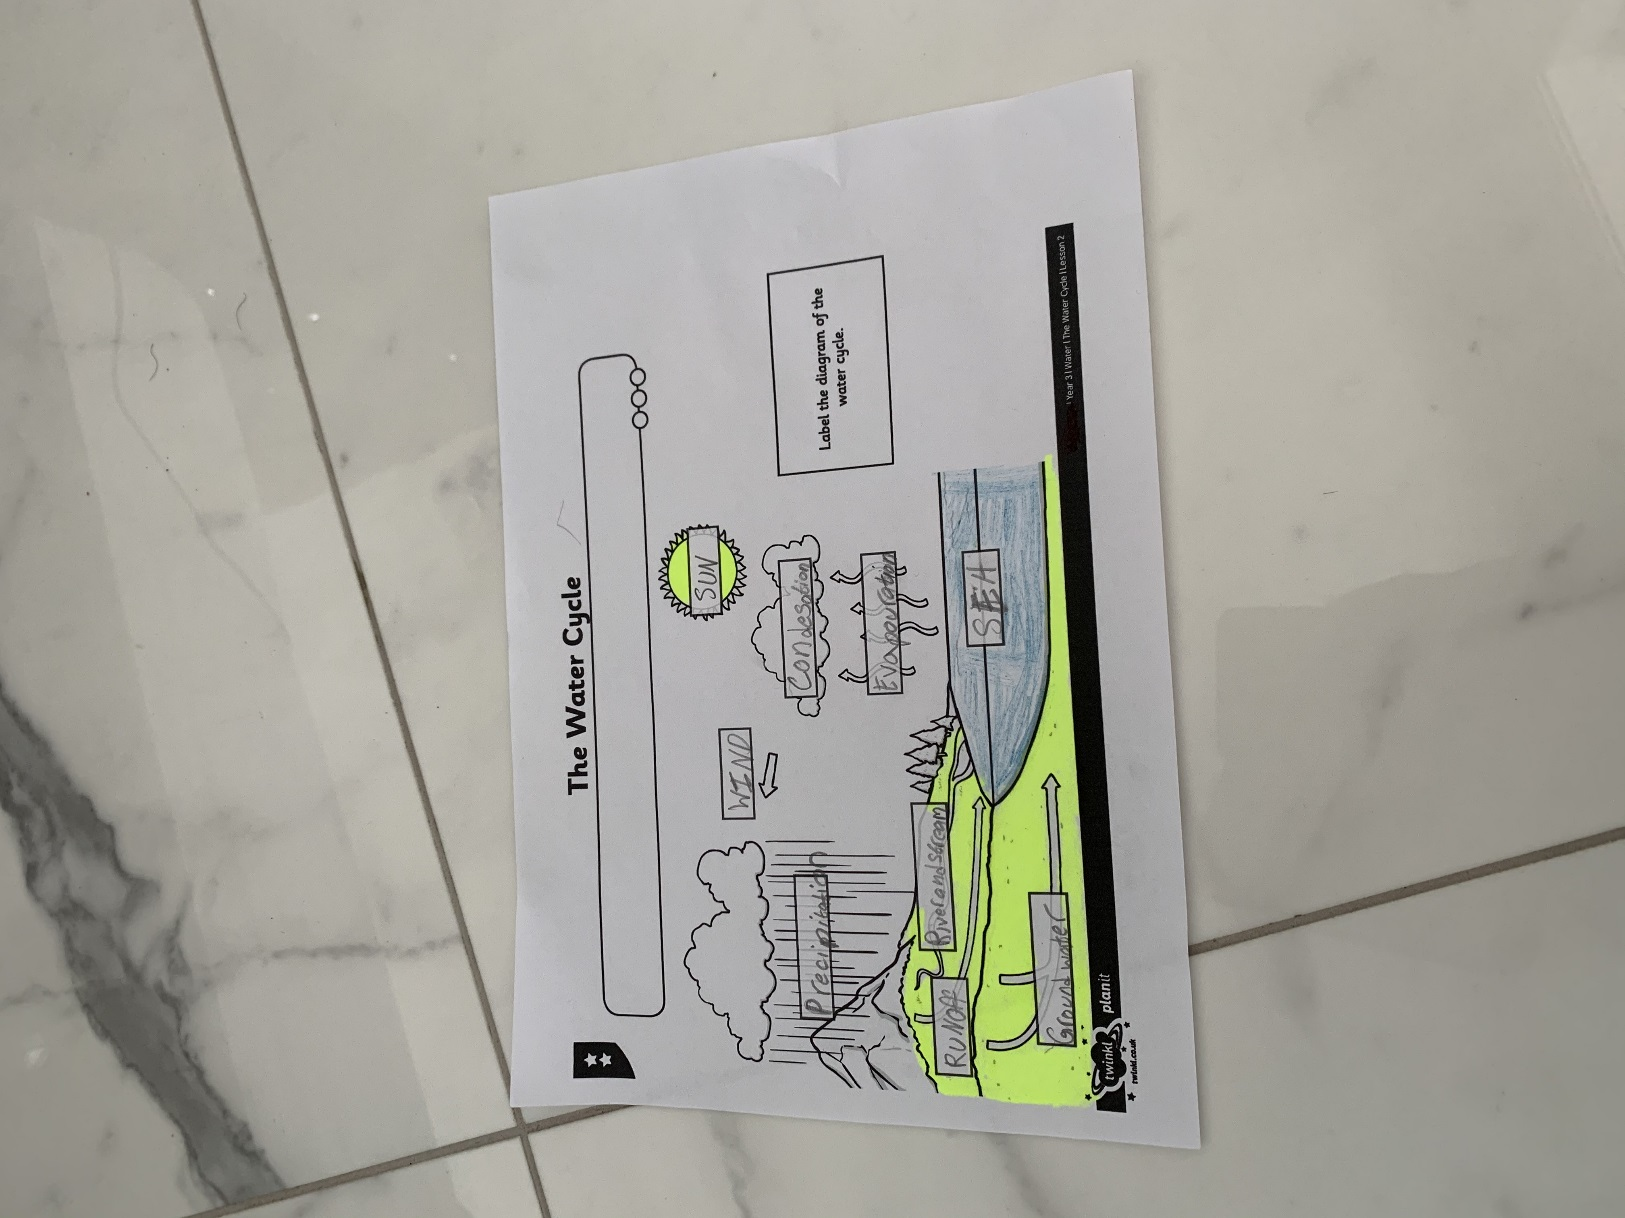 The Water Cycle
SUN
WIND
Condesation
Precipitation
Evapouration
Label the diagram of the
water cycle.
River and Stream
RUNOff
SEA
Ground water
twinkl planit
twinkl.co.uk
Year 3 | Water | The Water Cycle | Lesson 2